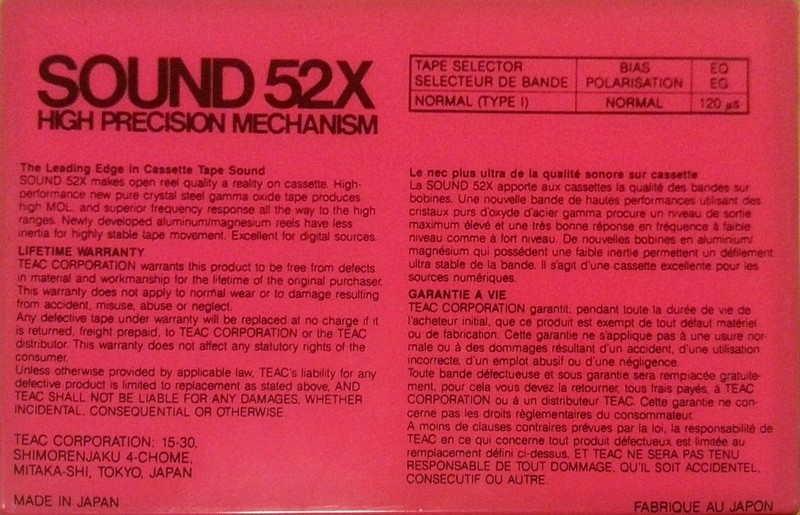 SOUND 52X
HIGH PRECISION MECHANISM
TAPE SELECTOR BIAS EQ
SELECTEUR DE BANDE POLARISATION EG
NORMAL (TYPE I) NORMAL 120 µs
The Leading Edge in Cassette Tape Sound
SOUND 52X makes open reel quality a reality on cassette. High-
performance new pure crystal steel gamma oxide tape produces
high MOL, and superior frequency response all the way to the high
ranges. Newly developed aluminum/magnesium reels have less
inertia for highly stable tape movement. Excellent for digital sources.
LIFETIME WARRANTY
TEAC CORPORATION warrants this product to be free from defects
in material and workmanship for the lifetime of the original purchaser.
This warranty does not apply to normal wear or to damage resulting
from accident, misuse, abuse or neglect.
Any defective tape under warranty will be replaced at no charge if it
is returned, freight prepaid, to TEAC CORPORATION or the TEAC
distributor. This warranty does not affect any statutory rights of the
consumer.
Unless otherwise provided by applicable law, TEAC's liability for any
defective product is limited to replacement as stated above, AND
TEAC SHALL NOT BE LIABLE FOR ANY DAMAGES, WHETHER
INCIDENTAL, CONSEQUENTIAL OR OTHERWISE.
TEAC CORPORATION: 15-30,
SHIMORENJAKU 4-CHOME,
MITAKA-SHI, TOKYO, JAPAN
MADE IN JAPAN
Le nec plus ultra de la qualité sonore sur cassette
La SOUND 52X apporte aux cassettes la qualité des bandes sur
bobines. Une nouvelle bande de hautes performances utilisant des
cristaux purs d'oxyde d'acier gamma procure un niveau de sortie
maximum élevé et une très bonne réponse en fréquence à faible
niveau comme à fort niveau. De nouvelles bobines en aluminium/
magnésium qui possèdent une faible inertie permettent un défilement
ultra stable de la bande. Il s'agit d'une cassette excellente pour les
sources numériques.
GARANTIE A VIE
TEAC CORPORATION garantit, pendant toute la durée de vie de
l'acheteur initial, que ce produit est exempt de tout défaut matériel
ou de fabrication. Cette garantie ne s'applique pas à une usure nor-
male ou à des dommages résultant d'un accident, d'une utilisation
incorrecte, d'un emplot abusif ou d'une négligence.
Toute bande défectueuse et sous garantie sera remplacée gratuite-
ment, pour cela vous devez la retourner, tous frais payés, à TEAC
CORPORATION ou à un distributeur TEAC. Cette garantie ne con-
cerne pas les droits règlementaires du consommateur.
A moins de clauses contraires prévues par la loi, la responsabilité de
TEAC en ce qui concerne tout produit défectueux est limitée au
remplacement défini ci-dessus, ET TEAC NE SERA PAS TENU
RESPONSABLE DE TOUT DOMMAGE, QU'IL SOIT ACCIDENTEL,
CONSECUTIF OU AUTRE.
FABRIQUE AU JAPON